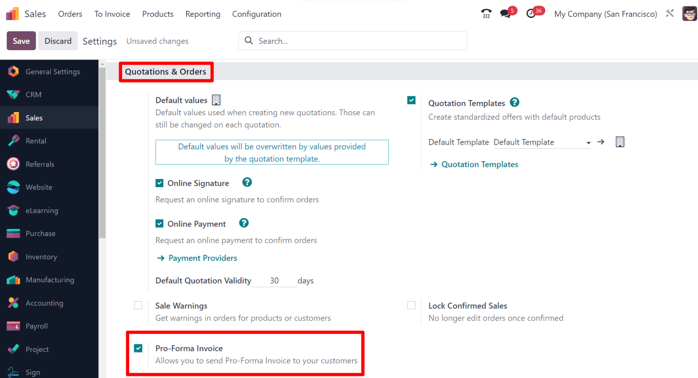 Sales Orders To Invoice Products Reporting Configuration 5 36 My Company (San Francisco)
Save Discard Settings Unsaved changes Search...
General Settings
CRM
Sales
Rental
Referrals
Website
eLearning
Purchase
Inventory
Manufacturing
Accounting
Payroll
Project
Sign
Quotations & Orders
Default values
Default values used when creating new quotations. Those can
still be changed on each quotation.
Default values will be overwritten by values provided
by the quotation template.
Online Signature ?
Request an online signature to confirm orders
Online Payment ?
Request an online payment to confirm orders
Payment Providers
Default Quotation Validity 30 days
Quotation Templates ?
Create standardized offers with default products
Default Template Default Template
Quotation Templates
Sale Warnings
Get warnings in orders for products or customers
Lock Confirmed Sales
No longer edit orders once confirmed
Pro-Forma Invoice
Allows you to send Pro-Forma Invoice to your customers